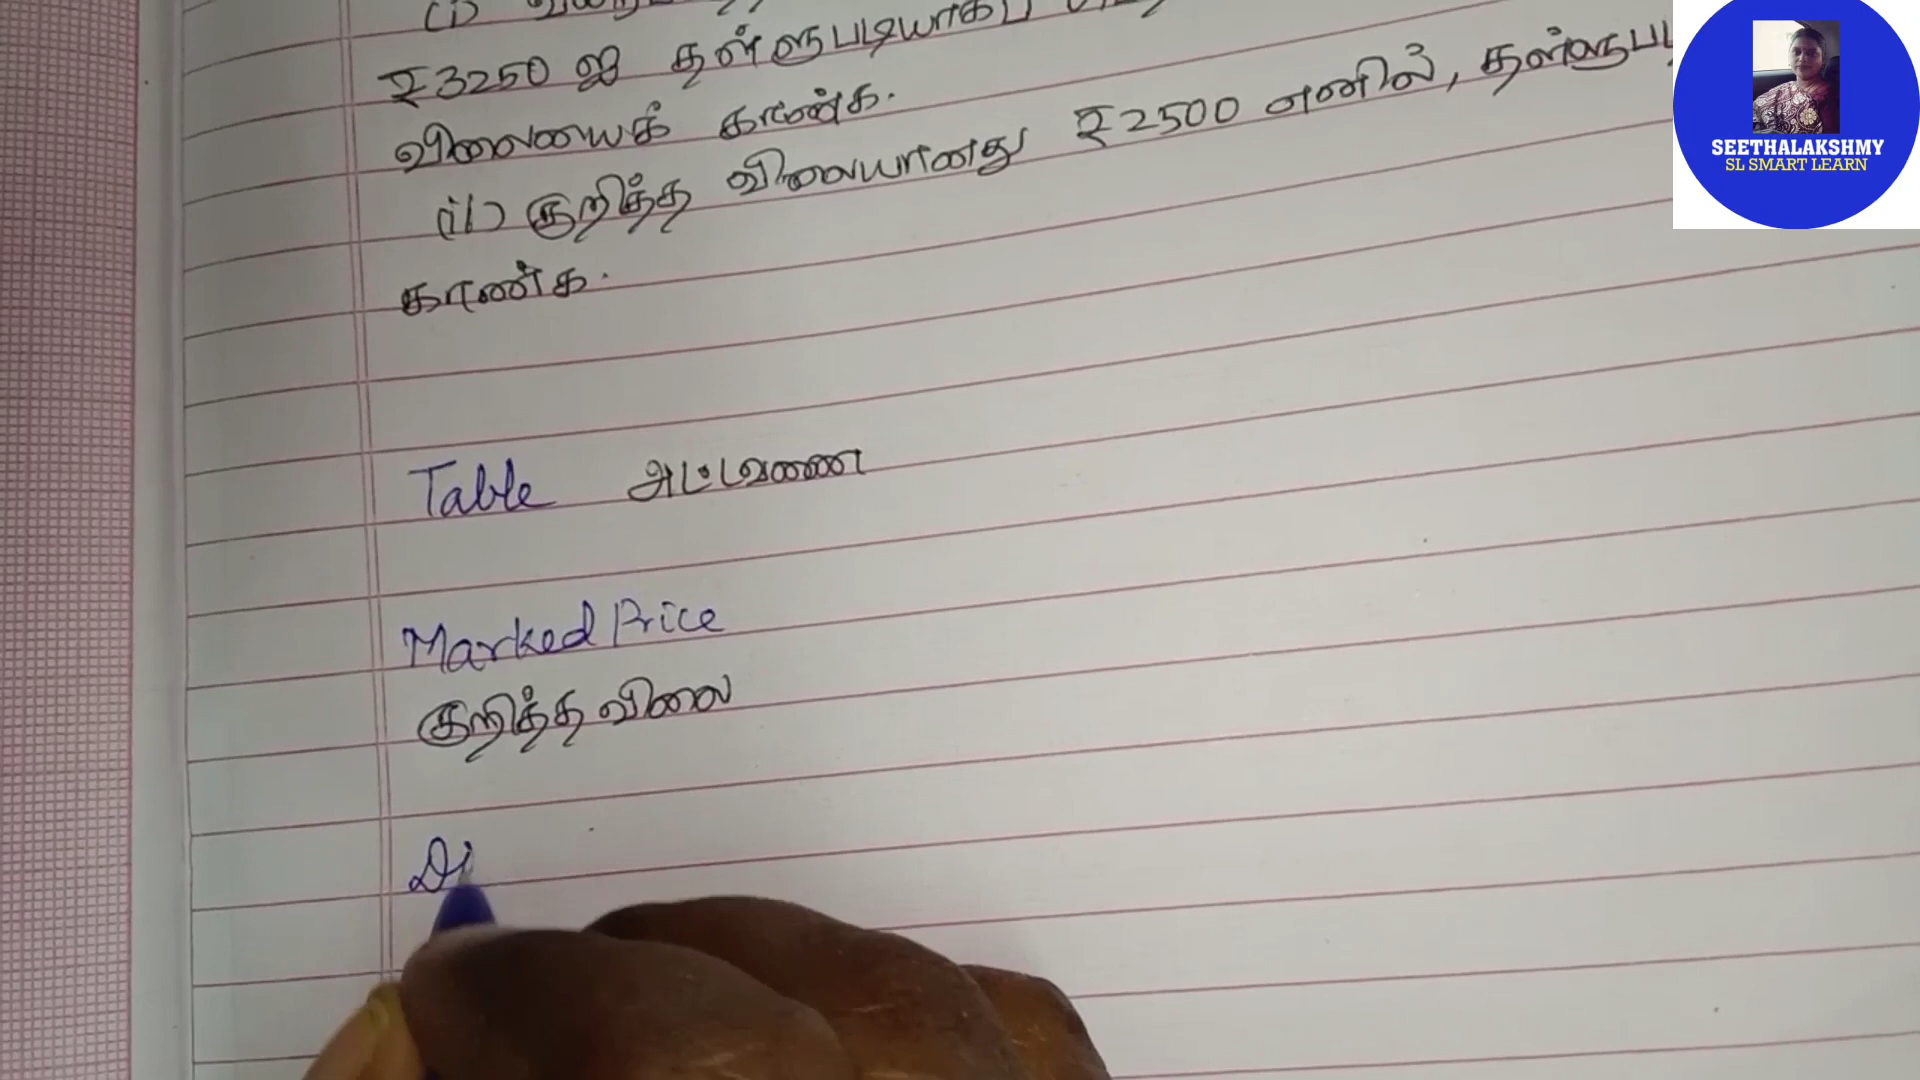 (i)
₹3250 ஐ தள்ளுபடியாகப்
விலையைக் காண்க.
(ii) குறித்த விலையானது ₹2500 எனில், தள்ளுபடி
காண்க.
Table அட்டவணை
Marked Price
குறித்த விலை
Di
SEETHALAKSHMY
SL SMART LEARN